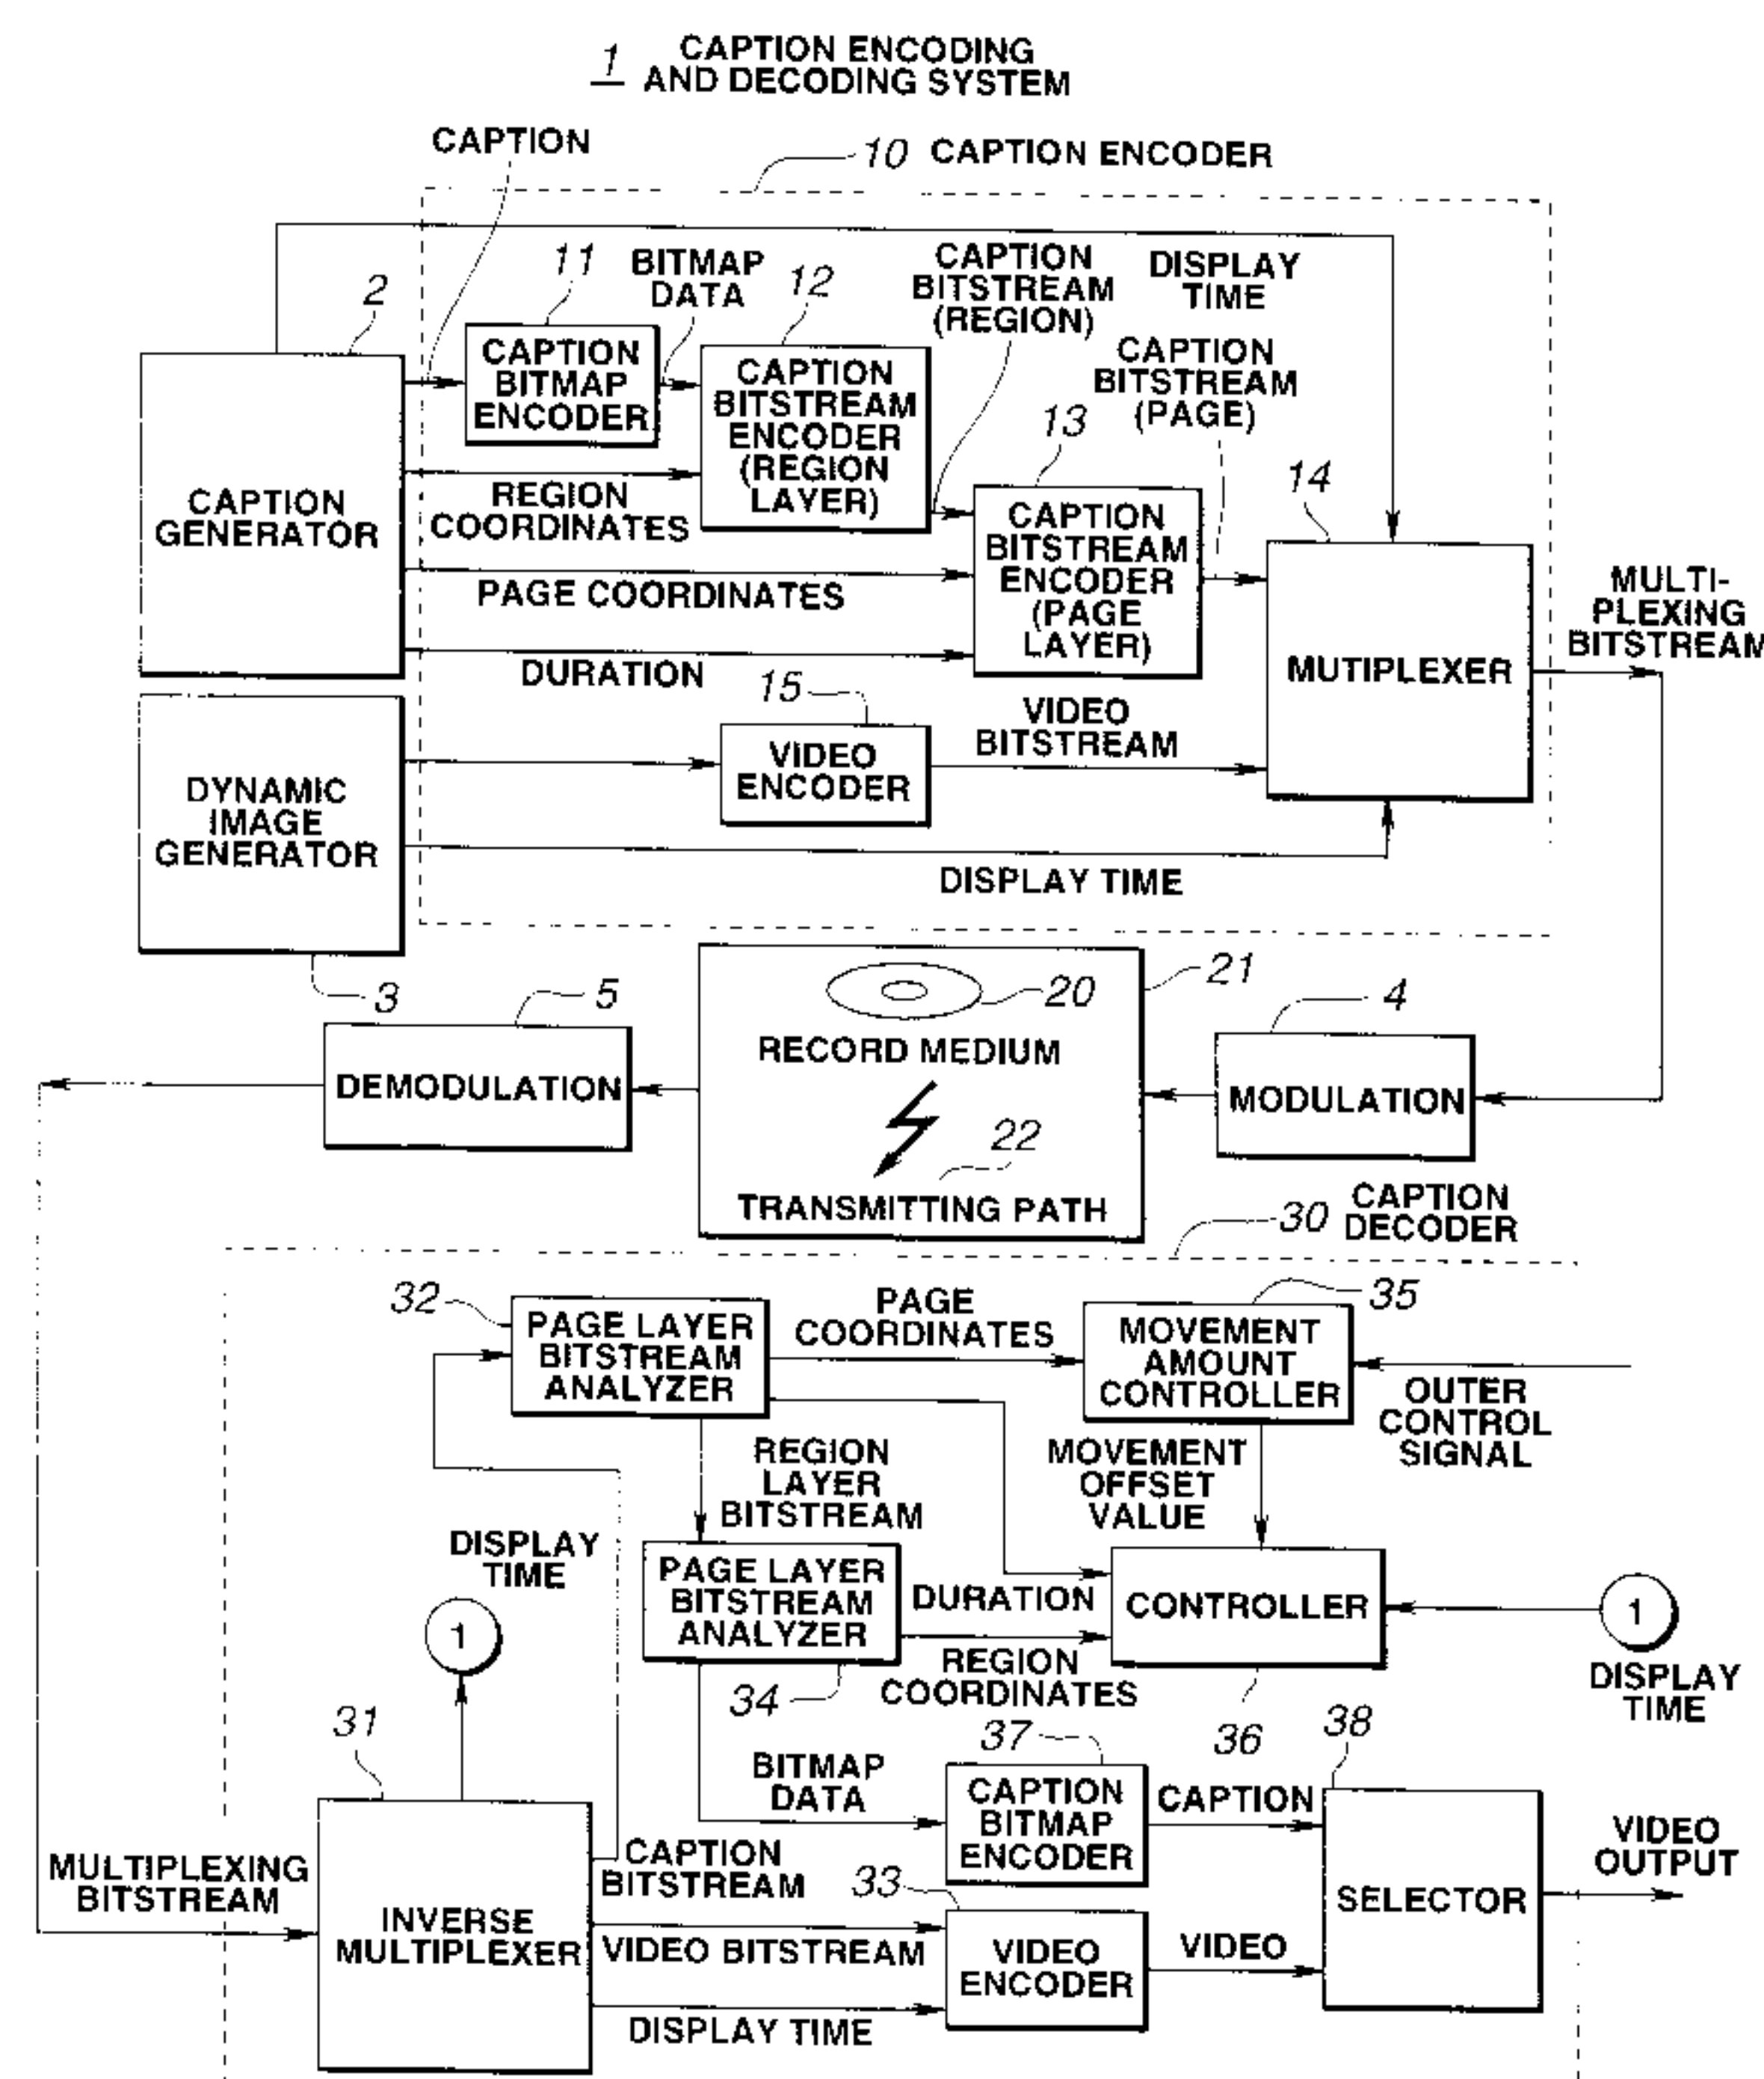 1 CAPTION ENCODING
AND DECODING SYSTEM
CAPTION
10 CAPTION ENCODER
11
BITMAP
DATA
12
CAPTION
BITSTREAM
(REGION)
DISPLAY
TIME
2
CAPTION
BITMAP
ENCODER
CAPTION
BITSTREAM
ENCODER
(REGION
LAYER)
CAPTION
BITSTREAM
(PAGE)
13
14
CAPTION
GENERATOR
REGION
COORDINATES
CAPTION
BITSTREAM
ENCODER
(PAGE
LAYER)
PAGE COORDINATES
DURATION
MUTIPLEXER
MULTI-
PLEXING
BITSTREAM
15
VIDEO
ENCODER
VIDEO
BITSTREAM
DYNAMIC
IMAGE
GENERATOR
DISPLAY TIME
3
5
20
21
4
RECORD MEDIUM
DEMODULATION
MODULATION
22
TRANSMITTING PATH
30 CAPTION
DECODER
32
PAGE LAYER
BITSTREAM
ANALYZER
PAGE
COORDINATES
35
MOVEMENT
AMOUNT
CONTROLLER
OUTER
CONTROL
SIGNAL
REGION
LAYER
BITSTREAM
MOVEMENT
OFFSET
VALUE
DISPLAY
TIME
1
PAGE LAYER
BITSTREAM
ANALYZER
DURATION
CONTROLLER
1
REGION
COORDINATES
DISPLAY
TIME
34
36
31
37
38
BITMAP
DATA
CAPTION
BITMAP
ENCODER
CAPTION
VIDEO
OUTPUT
MULTIPLEXING
BITSTREAM
CAPTION
BITSTREAM
33
SELECTOR
INVERSE
MULTIPLEXER
VIDEO BITSTREAM
VIDEO
ENCODER
VIDEO
DISPLAY TIME